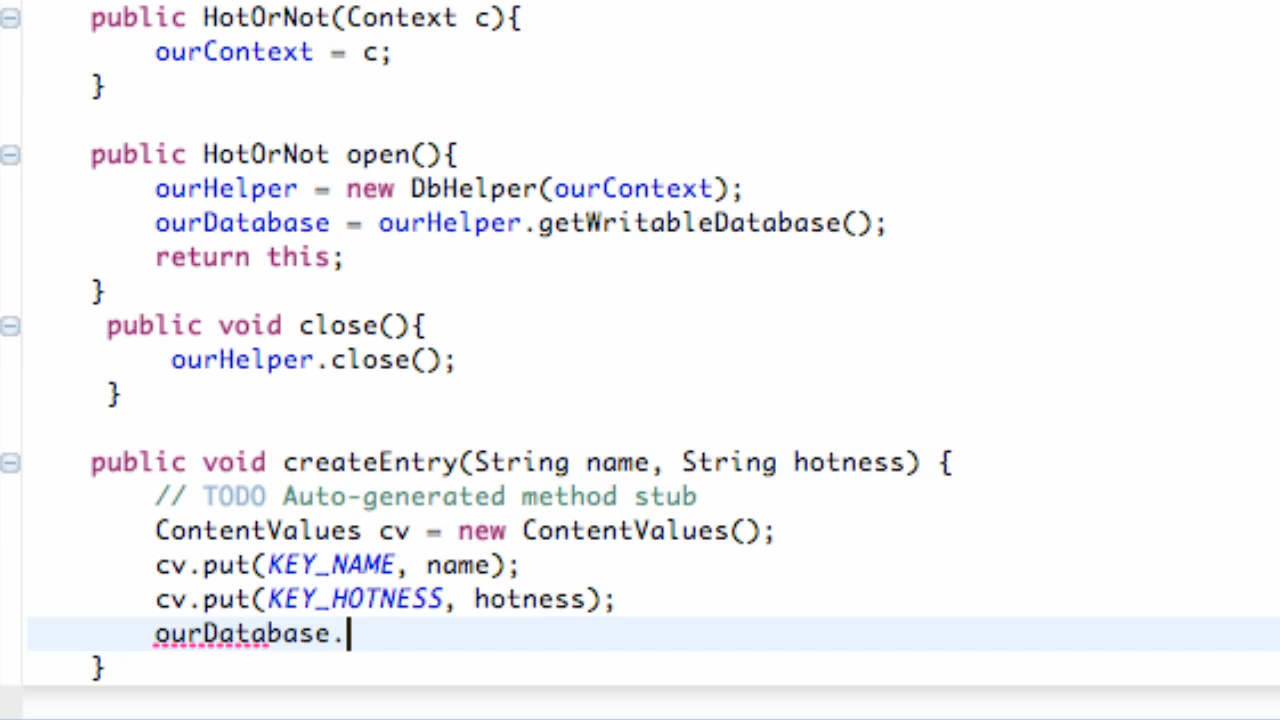 public HotOrNot(Context c){
ourContext = c;
}
public HotOrNot open(){
ourHelper = new DbHelper(ourContext);
ourDatabase = ourHelper.getWritableDatabase();
return this;
}
public void close(){
ourHelper.close();
}
public void createEntry(String name, String hotness) {
// TODO Auto-generated method stub
ContentValues cv = new ContentValues();
cv.put(KEY_NAME, name);
cv.put(KEY_HOTNESS, hotness);
ourDatabase.
}